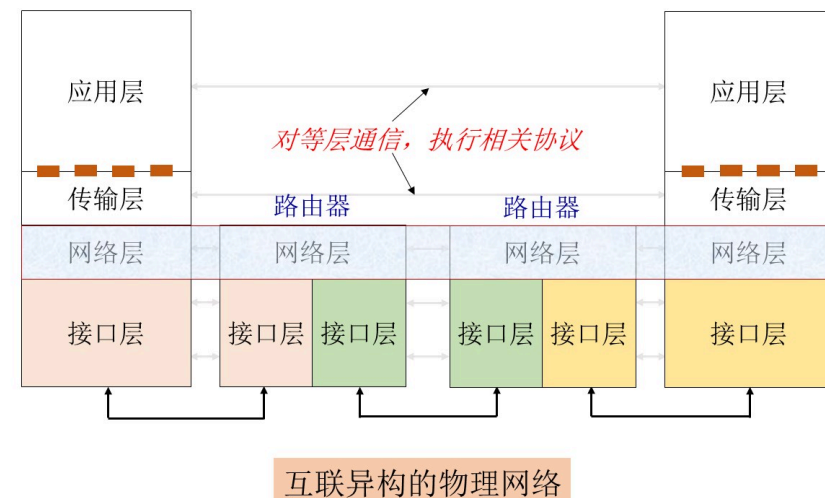 应用层
应用层
对等层通信，执行相关协议
传输层
路由器
路由器
传输层
网络层
网络层
网络层
网络层
接口层
接口层
接口层
接口层
接口层
接口层
互联异构的物理网络